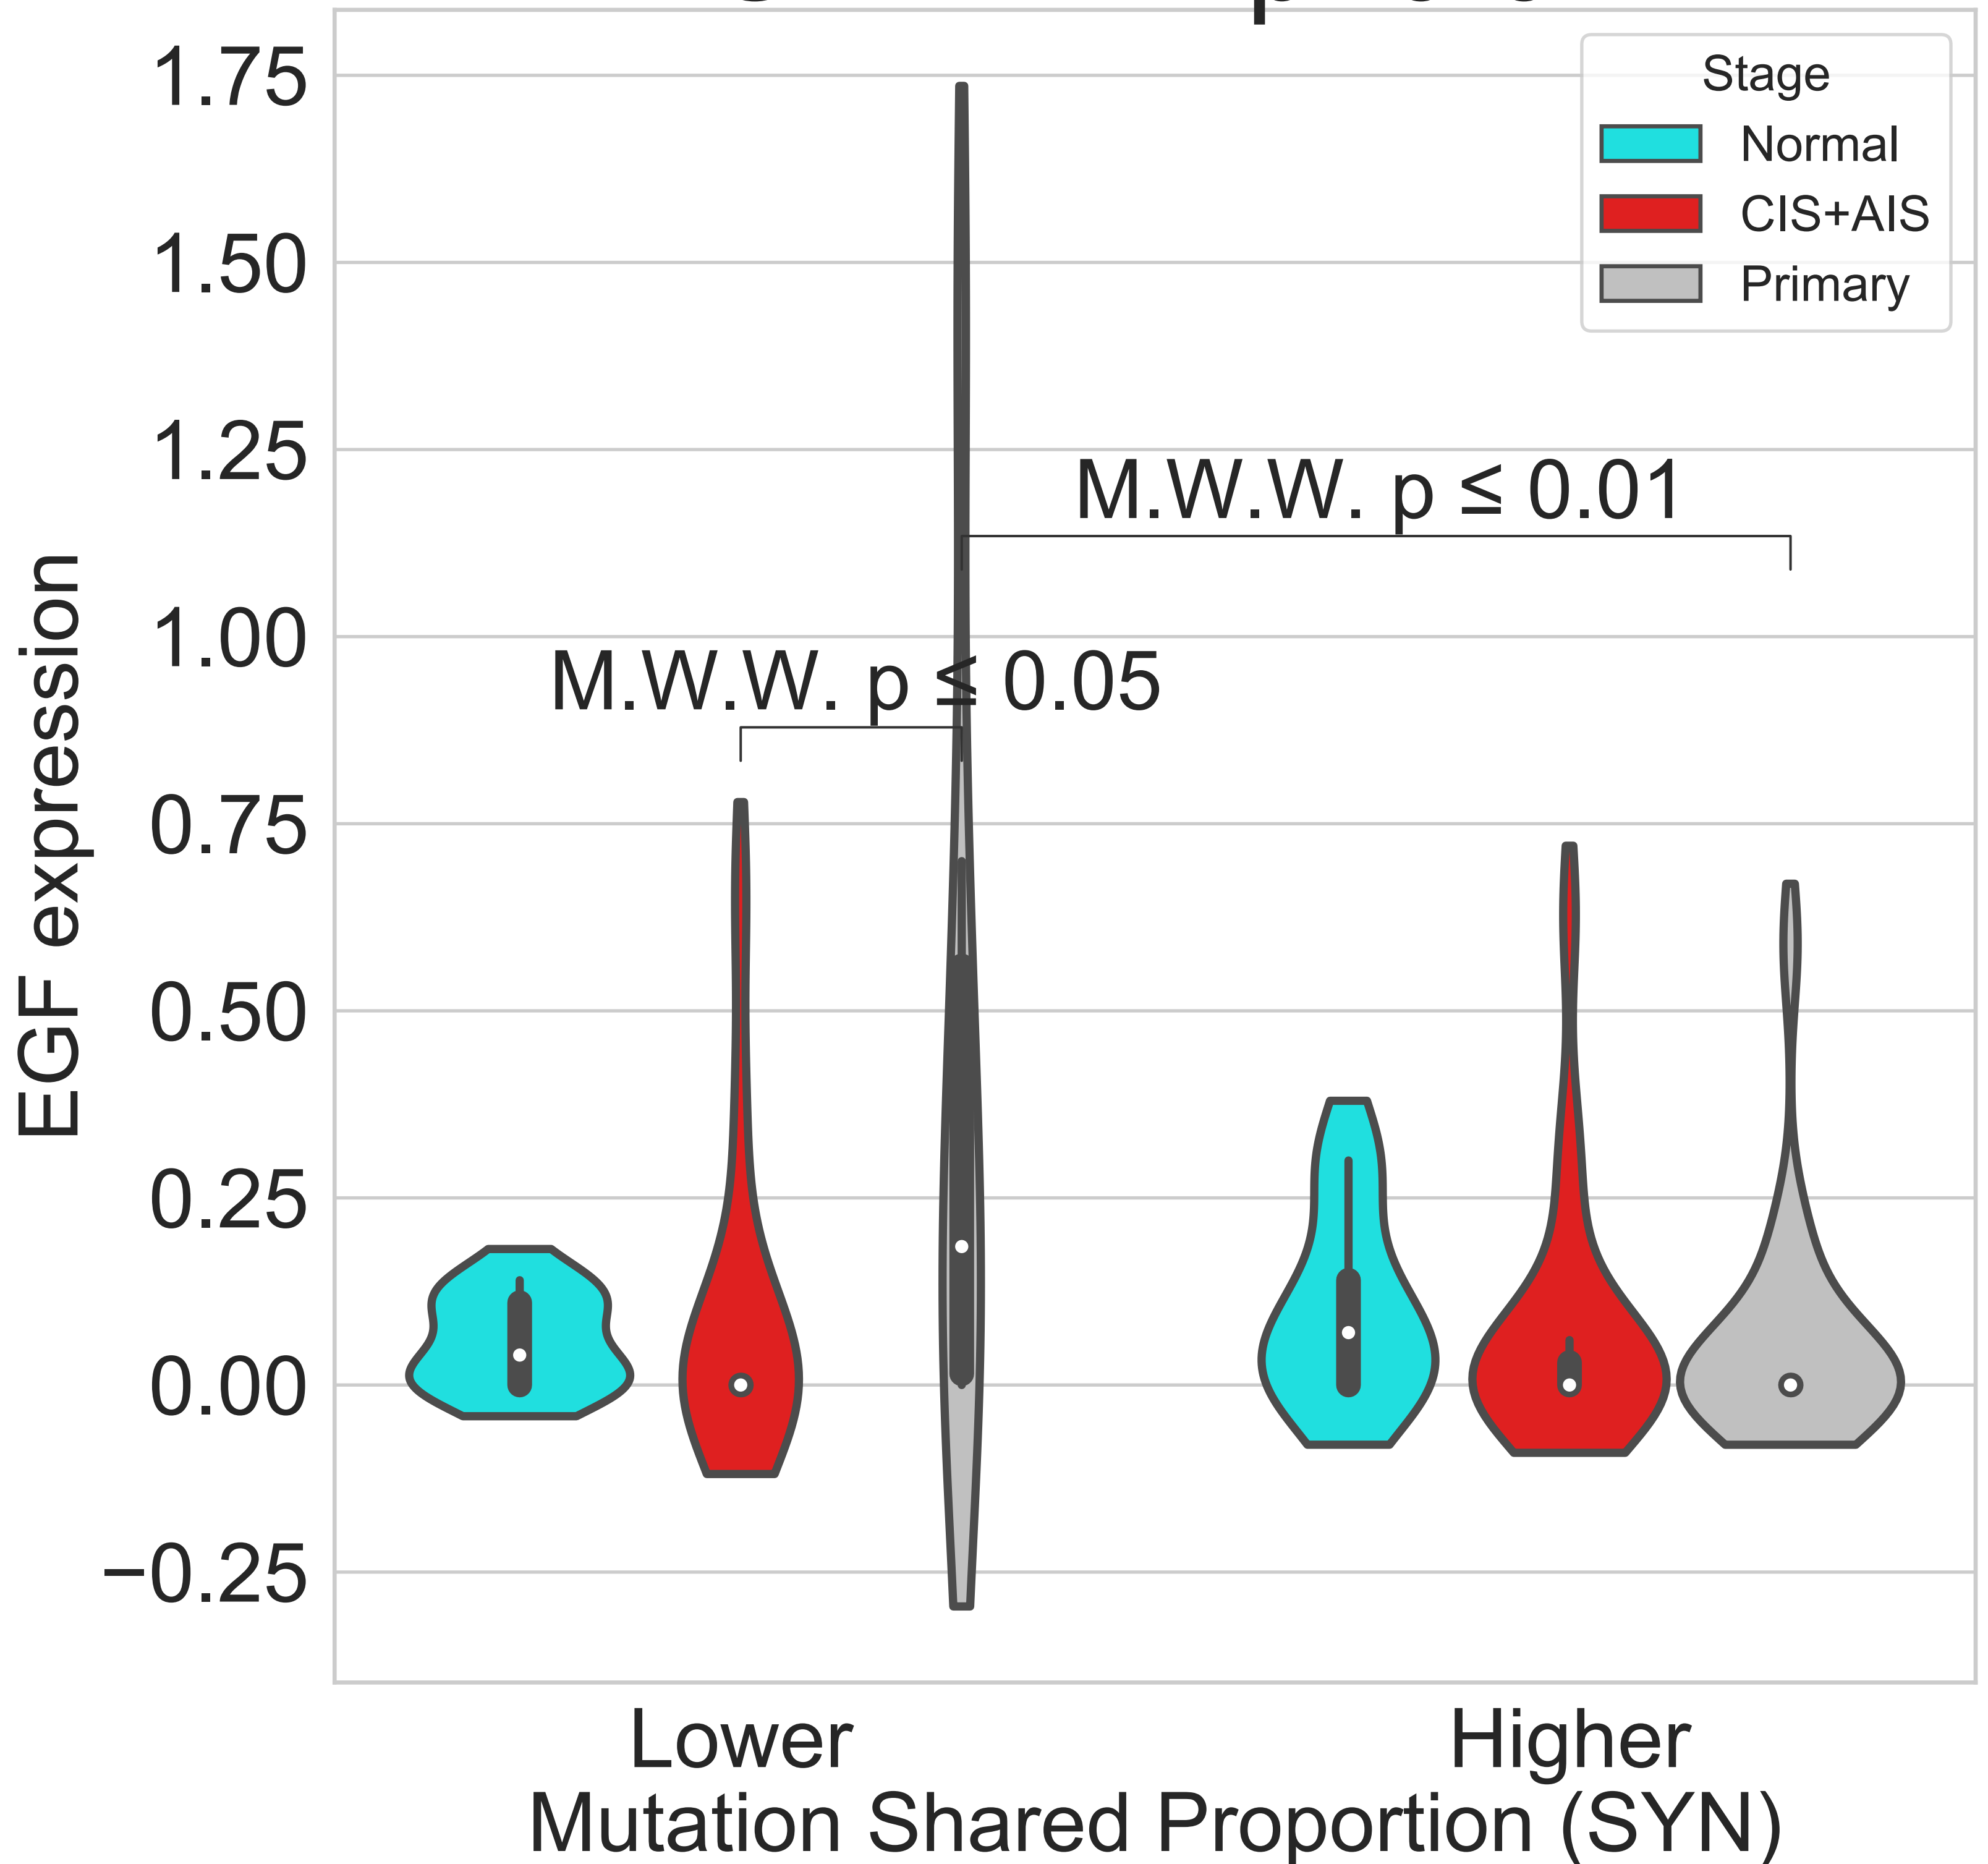 1.75
1.50
1.25
1.00
0.75
0.50
0.25
0.00
−0.25
EGF expression
Stage
Normal
CIS+AIS
Primary
M.W.W. p ≤ 0.01
M.W.W. p ≤ 0.05
Lower
Higher
Mutation Shared Proportion (SYN)